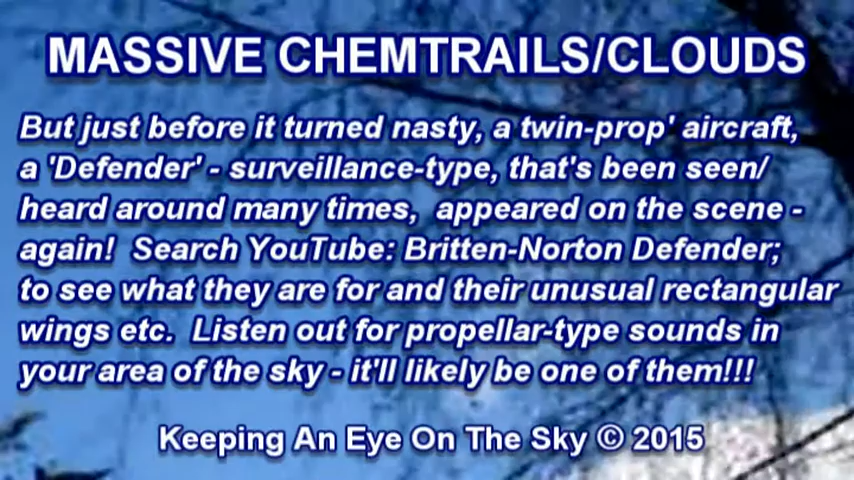 MASSIVE CHEMTRAILS/CLOUDS
But just before it turned nasty, a twin-prop' aircraft,
a 'Defender' - surveillance-type, that's been seen/
heard around many times,  appeared on the scene -
again!  Search YouTube: Britten-Norton Defender;
to see what they are for and their unusual rectangular
wings etc.  Listen out for propellar-type sounds in
your area of the sky - it'll likely be one of them!!!
Keeping An Eye On The Sky © 2015